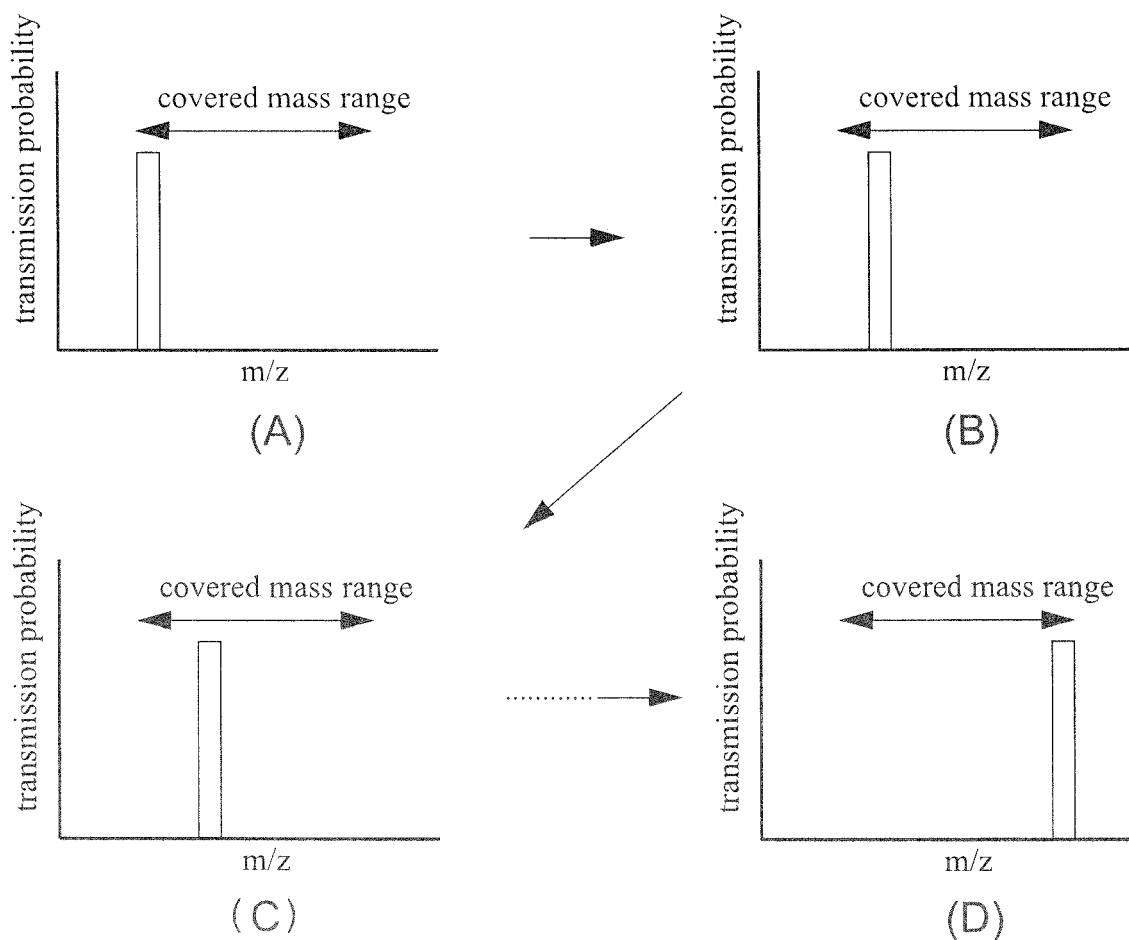 transmission probability
covered mass range
m/z
(A)
transmission probability
covered mass range
m/z
(B)
transmission probability
covered mass range
m/z
(C)
transmission probability
covered mass range
m/z
(D)